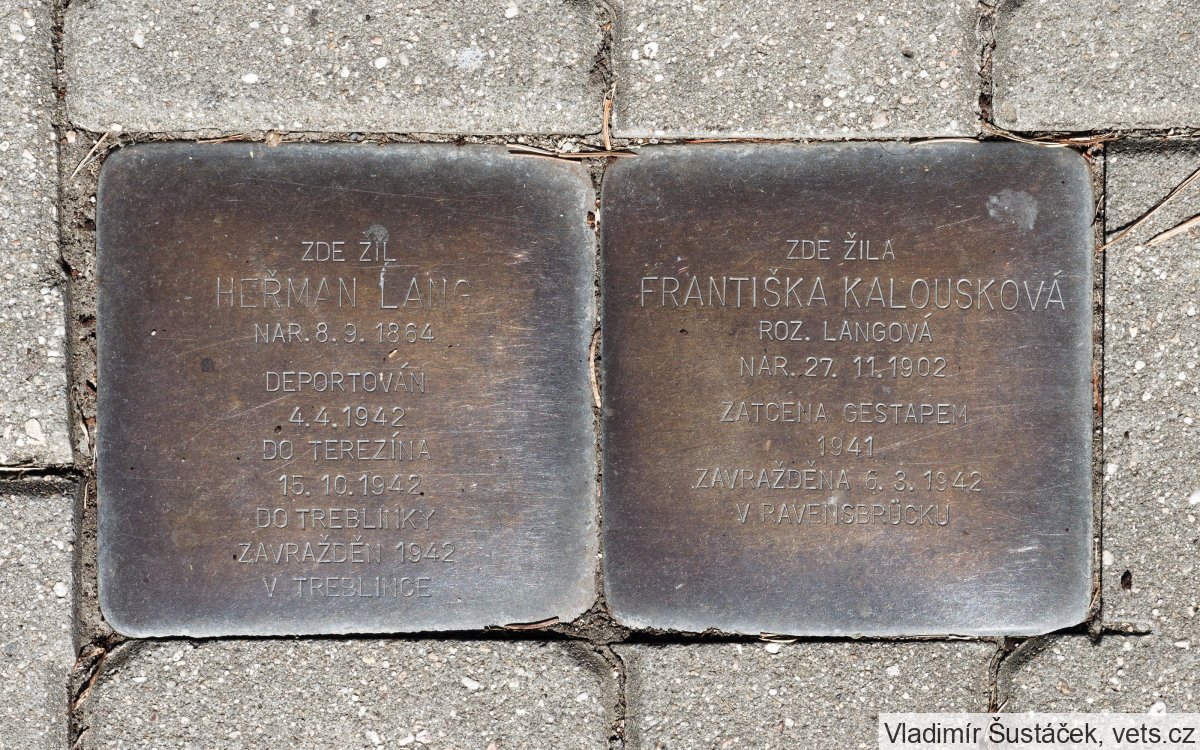 ZDE ŽIL
HEŘMAN LANG
NAR. 8. 9. 1864
DEPORTOVÁN
4. 4. 1942
DO TEREZÍNA
15. 10. 1942
DO TREBLINKY
ZAVRAŽDĚN 1942
V TREBLINCE
ZDE ŽILA
FRANTIŠKA KALOUSKOVÁ
ROZ. LANGOVÁ
NAR. 27. 11. 1902
ZATČENA GESTAPEM
1941
ZAVRAŽDĚNA 6. 3. 1942
V RAVENSBRÜCKU
Vladimír Šustáček, vets.cz